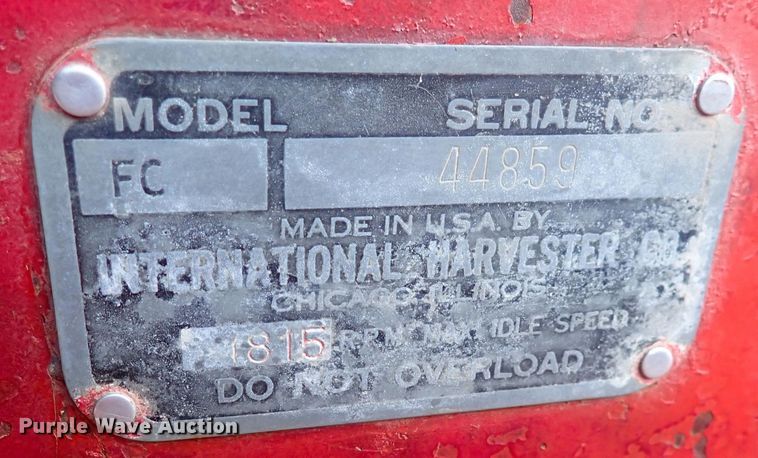 MODEL SERIAL NO.
FC 44859
MADE IN U.S.A. BY
INTERNATIONAL HARVESTER CO.
CHICAGO, ILLINOIS
1815 R.P.M. MAX. IDLE SPEED
DO NOT OVERLOAD
Purple Wave Auction